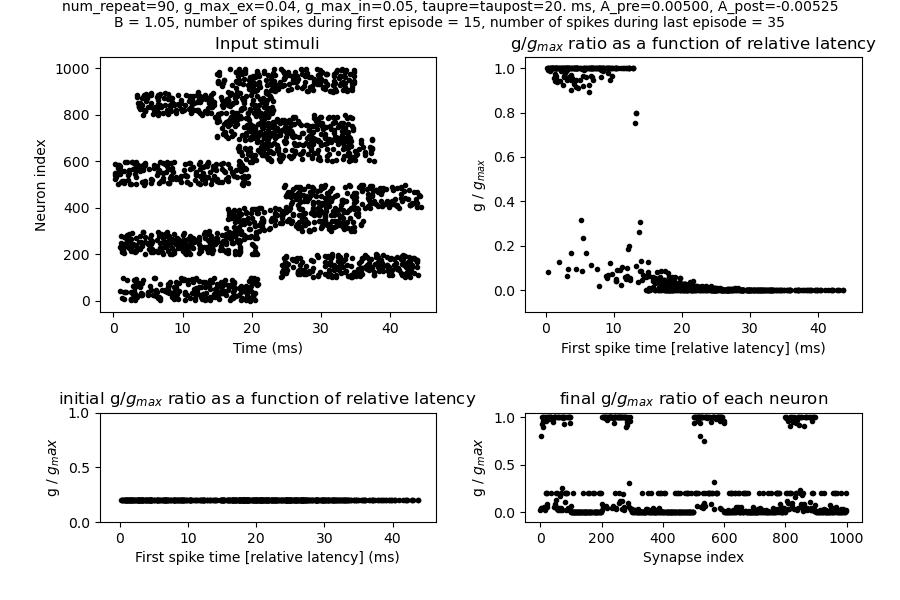 num_repeat=90, g_max_ex=0.04, g_max_in=0.05, taupre=taupost=20. ms, A_pre=0.00500, A_post=-0.00525
B = 1.05, number of spikes during first episode = 15, number of spikes during last episode = 35
Input stimuli
1000
800
600
400
200
0
Neuron index
0 10 20 30 40
Time (ms)
g/gmax ratio as a function of relative latency
1.0
0.8
0.6
0.4
0.2
0.0
g / gmax
0 10 20 30 40
First spike time [relative latency] (ms)
initial g/gmax ratio as a function of relative latency
1.0
0.5
0.0
g / gmax
0 10 20 30 40
First spike time [relative latency] (ms)
final g/gmax ratio of each neuron
1.0
0.5
0.0
g / gmax
0 200 400 600 800 1000
Synapse index